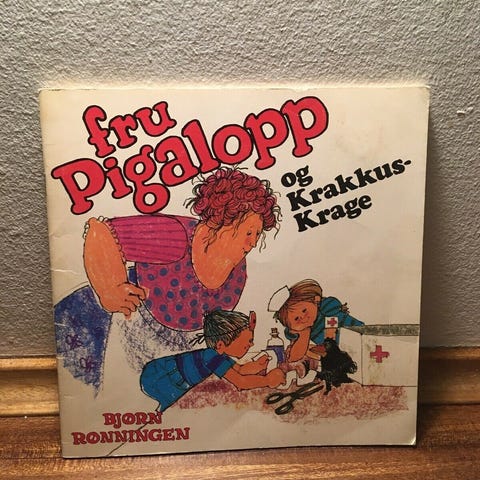 fru
Pigalopp
og
Krakkus-
Krage
BJØRN
RØNNINGEN